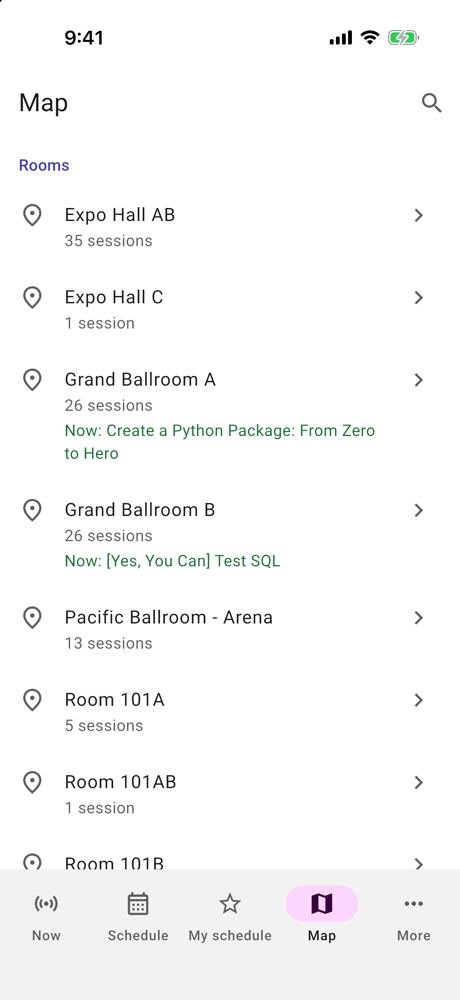 9:41
Map
Rooms
Expo Hall AB
35 sessions
Expo Hall C
1 session
Grand Ballroom A
26 sessions
Now: Create a Python Package: From Zero
to Hero
Grand Ballroom B
26 sessions
Now: [Yes, You Can] Test SQL
Pacific Ballroom - Arena
13 sessions
Room 101A
5 sessions
Room 101AB
1 session
Room 101B
Now
Schedule
My schedule
Map
More